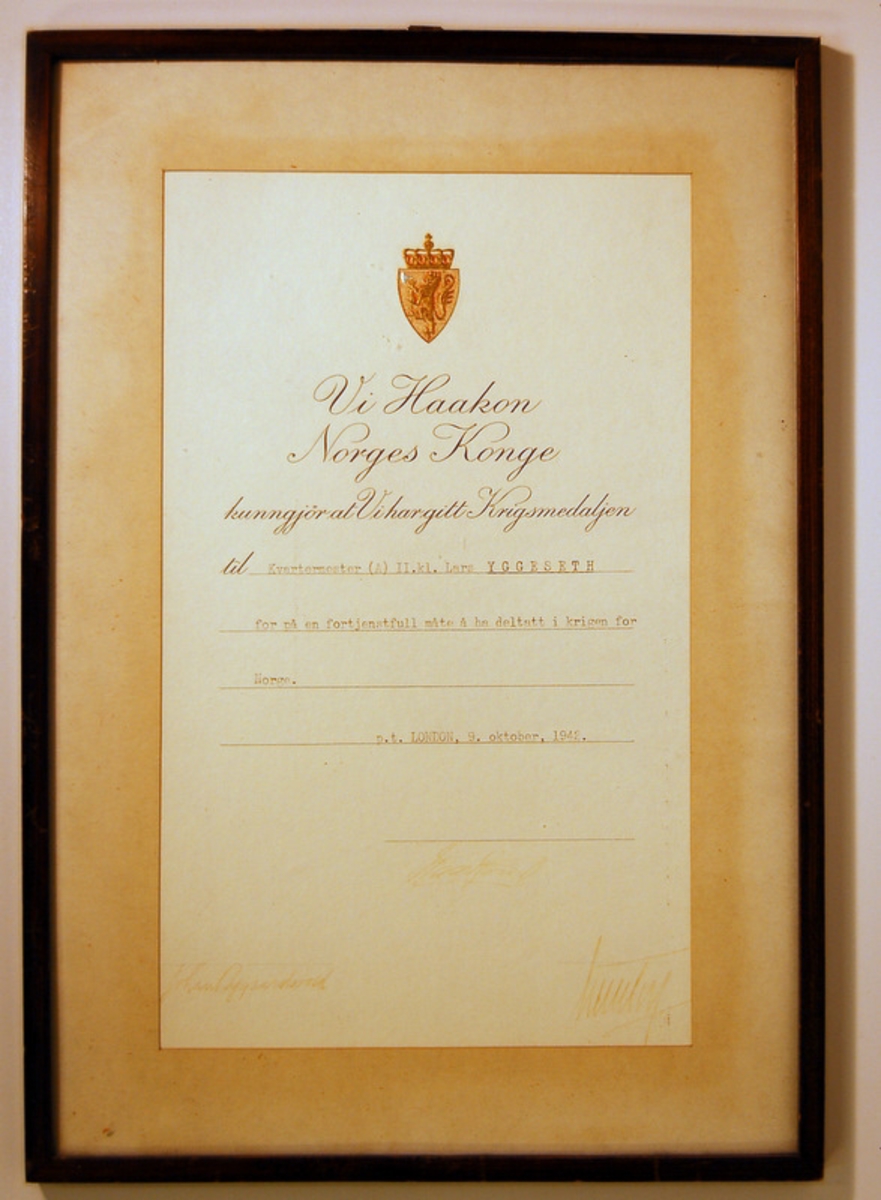 Vi Haakon
Norges Konge
kunngjör at Vi har gitt Krigsmedaljen
til Kvartermester (A) II.kl. Lars YGGESETH
for på en fortjenstfull måte å ha deltatt i krigen for
Norge.
p.t. LONDON, 9. oktober, 1942.